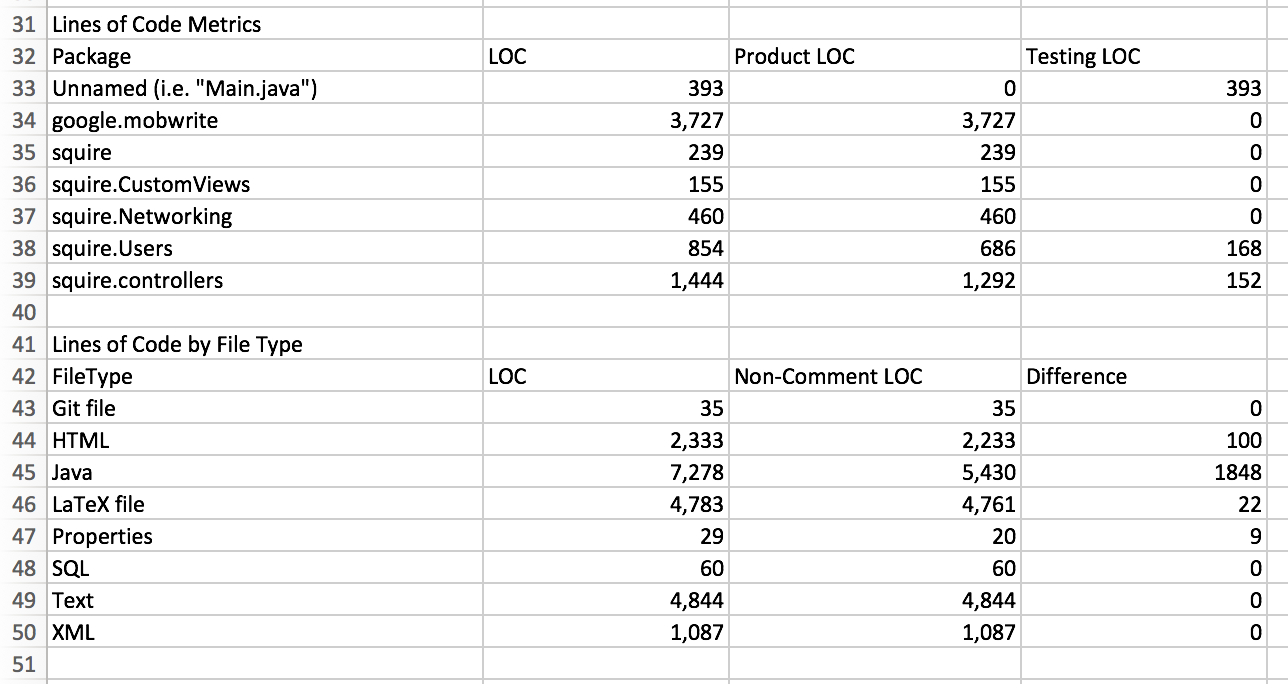 31 Lines of Code Metrics
32 Package LOC Product LOC Testing LOC
33 Unnamed (i.e. "Main.java") 393 0 393
34 google.mobwrite 3,727 3,727 0
35 squire 239 239 0
36 squire.CustomViews 155 155 0
37 squire.Networking 460 460 0
38 squire.Users 854 686 168
39 squire.controllers 1,444 1,292 152
40
41 Lines of Code by File Type
42 FileType LOC Non-Comment LOC Difference
43 Git file 35 35 0
44 HTML 2,333 2,233 100
45 Java 7,278 5,430 1848
46 LaTeX file 4,783 4,761 22
47 Properties 29 20 9
48 SQL 60 60 0
49 Text 4,844 4,844 0
50 XML 1,087 1,087 0
51